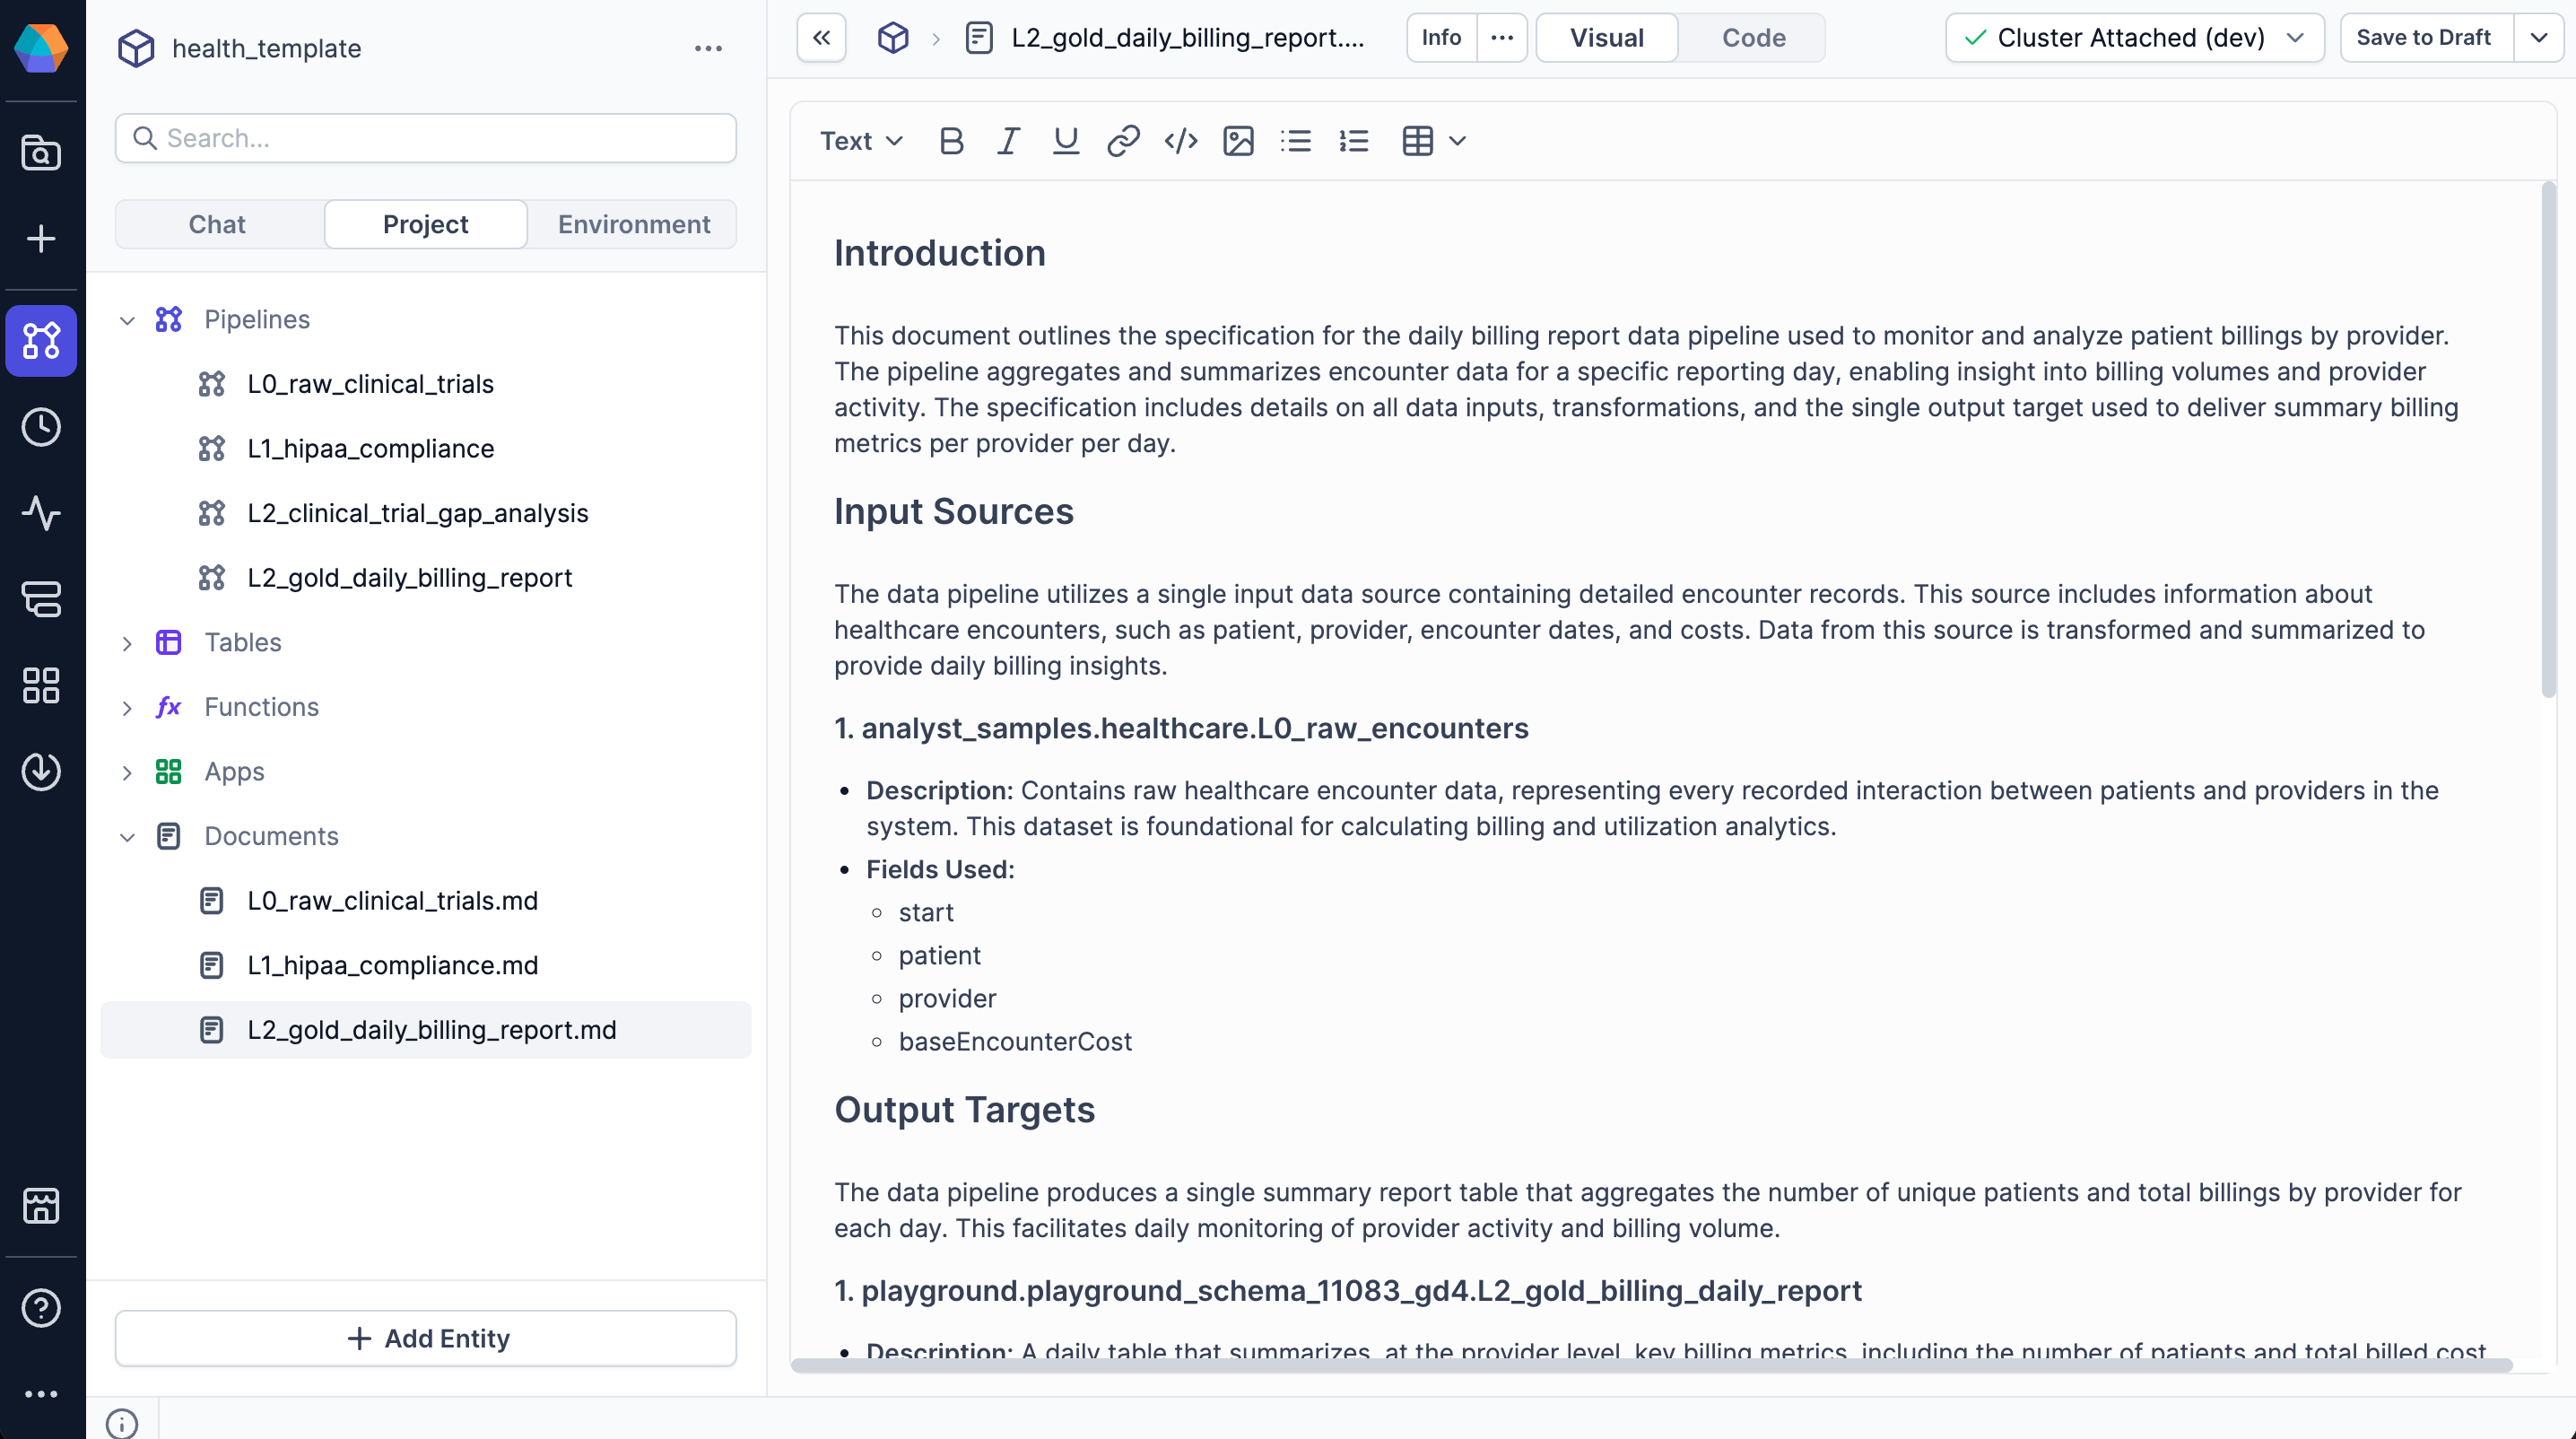 health_template
Search...
Chat
Project
Environment
Pipelines
L0_raw_clinical_trials
L1_hipaa_compliance
L2_clinical_trial_gap_analysis
L2_gold_daily_billing_report
Tables
fx Functions
Apps
Documents
L0_raw_clinical_trials.md
L1_hipaa_compliance.md
L2_gold_daily_billing_report.md
+ Add Entity
L2_gold_daily_billing_report....
Info
Visual
Code
Cluster Attached (dev)
Save to Draft
Text
Introduction
This document outlines the specification for the daily billing report data pipeline used to monitor and analyze patient billings by provider.
The pipeline aggregates and summarizes encounter data for a specific reporting day, enabling insight into billing volumes and provider
activity. The specification includes details on all data inputs, transformations, and the single output target used to deliver summary billing
metrics per provider per day.
Input Sources
The data pipeline utilizes a single input data source containing detailed encounter records. This source includes information about
healthcare encounters, such as patient, provider, encounter dates, and costs. Data from this source is transformed and summarized to
provide daily billing insights.
1. analyst_samples.healthcare.L0_raw_encounters
• Description: Contains raw healthcare encounter data, representing every recorded interaction between patients and providers in the
system. This dataset is foundational for calculating billing and utilization analytics.
• Fields Used:
◦ start
◦ patient
◦ provider
◦ baseEncounterCost
Output Targets
The data pipeline produces a single summary report table that aggregates the number of unique patients and total billings by provider for
each day. This facilitates daily monitoring of provider activity and billing volume.
1. playground.playground_schema_11083_gd4.L2_gold_billing_daily_report
• Description: A daily table that summarizes, at the provider level, key billing metrics, including the number of patients and total billed cost